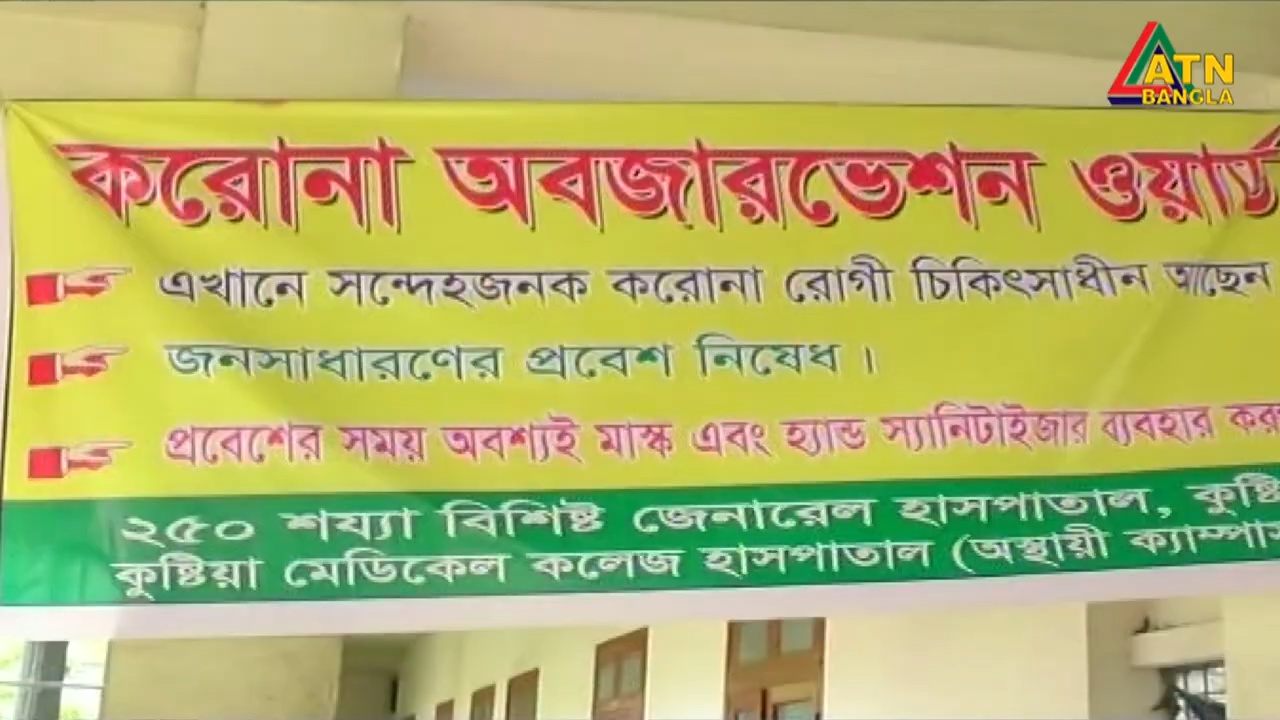 ATN
BANGLA
করোনা অবজারভেশন ওয়ার্ড
এখানে সন্দেহজনক করোনা রোগী চিকিৎসাধীন আছেন
জনসাধারণের প্রবেশ নিষেধ।
প্রবেশের সময় অবশ্যই মাস্ক এবং হ্যান্ড স্যানিটাইজার ব্যবহার
২৫০ শয্যা বিশিষ্ট জেনারেল হাসপাতাল,
কুষ্টিয়া মেডিকেল কলেজ হাসপাতাল (অস্থায়ী